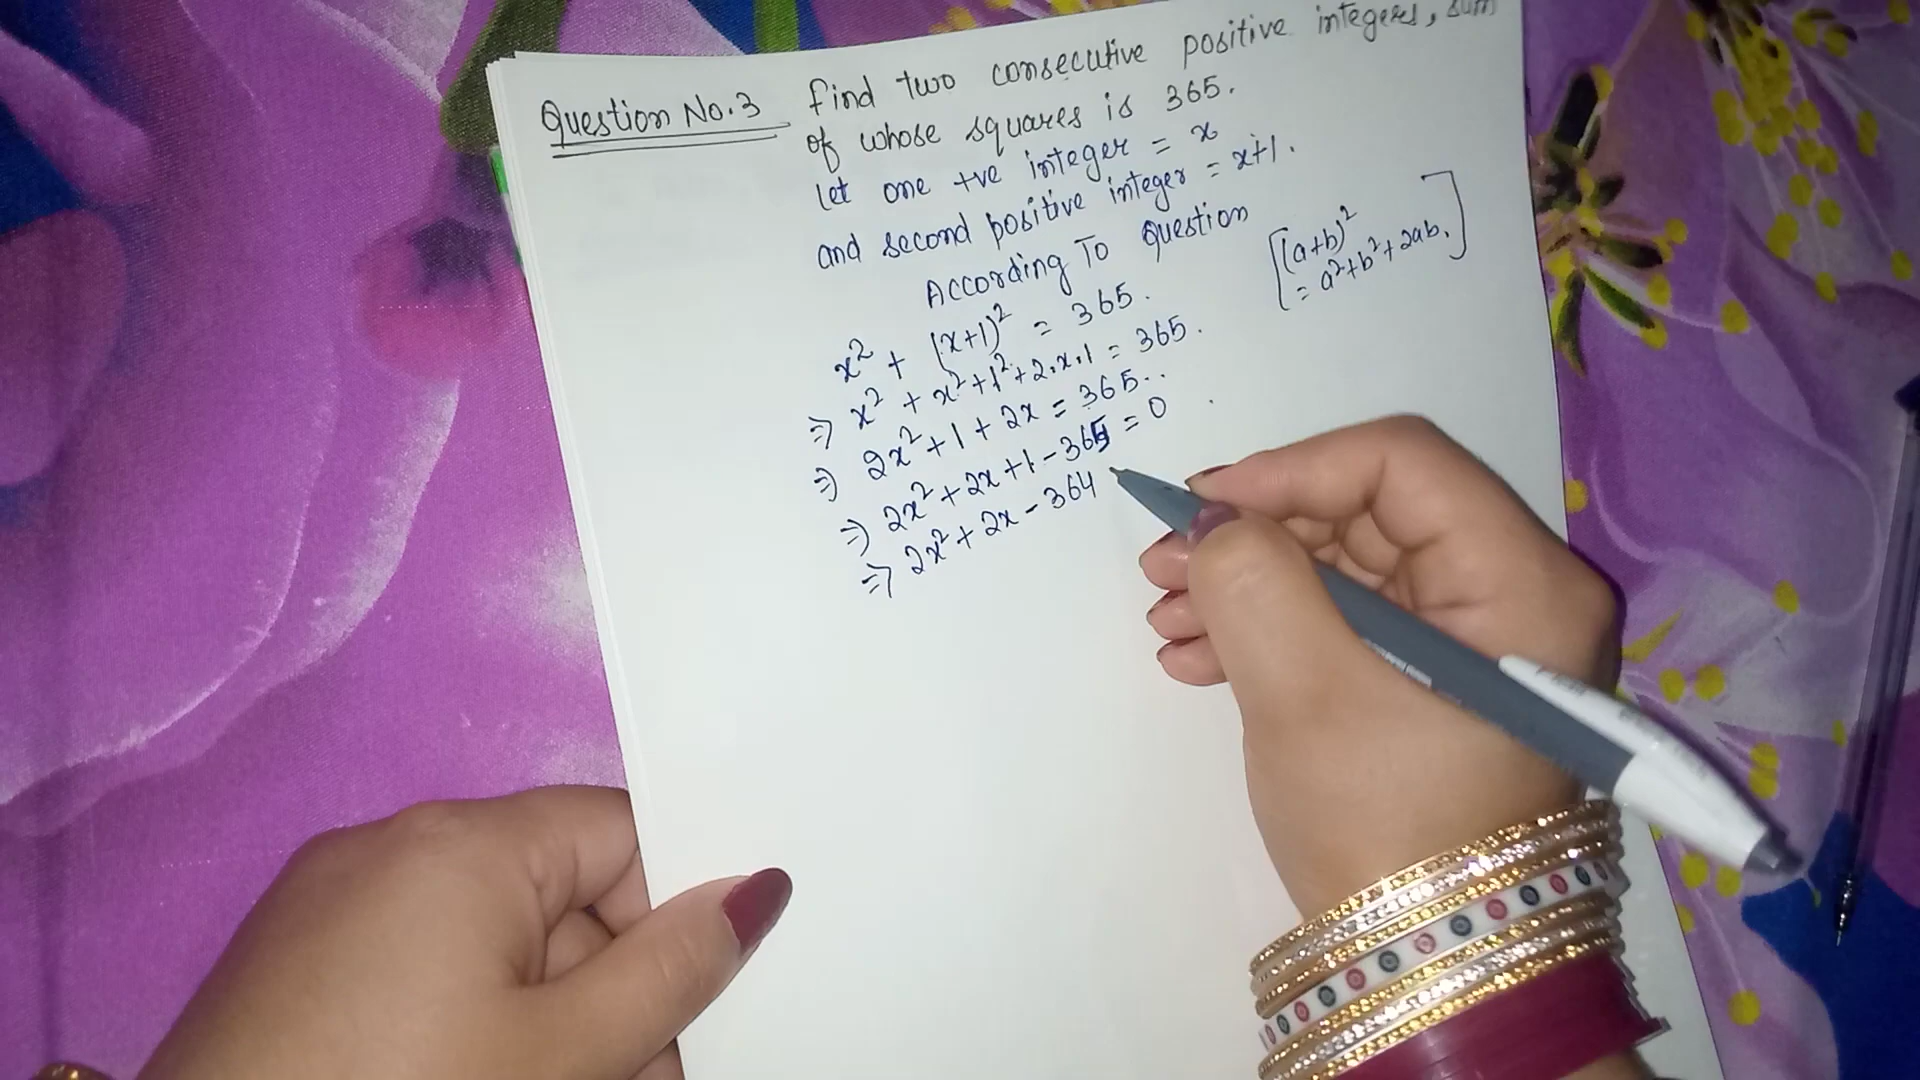 Question No.3 find two consecutive positive integers, sum
of whose squares is 365.
let one +ve integer = x
and second positive integer = x+1.
According To Question
[(a+b)²
= a²+b²+2ab.]
x² + (x+1)² = 365.
⇒ x² + x²+1²+2.x.1 = 365.
⇒ 2x²+1+2x = 365..
⇒ 2x²+2x+1-365 = 0
⇒ 2x²+2x-364